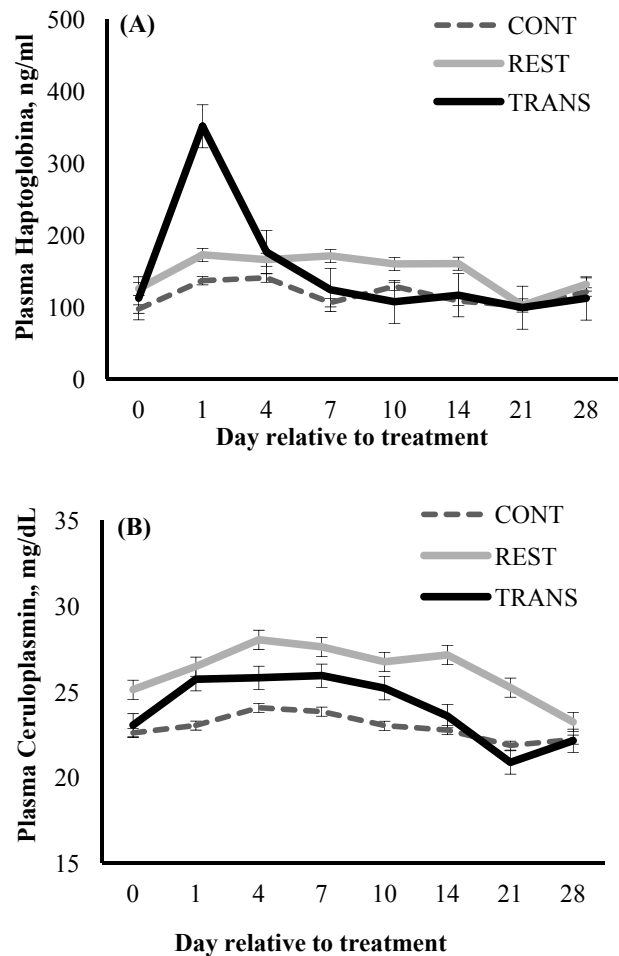 (A)
CONT
REST
TRANS
Plasma Haptoglobina, ng/ml
500
400
300
200
100
0
0 1 4 7 10 14 21 28
Day relative to treatment
(B)
CONT
REST
TRANS
Plasma Ceruloplasmin,, mg/dL
35
30
25
20
15
0 1 4 7 10 14 21 28
Day relative to treatment